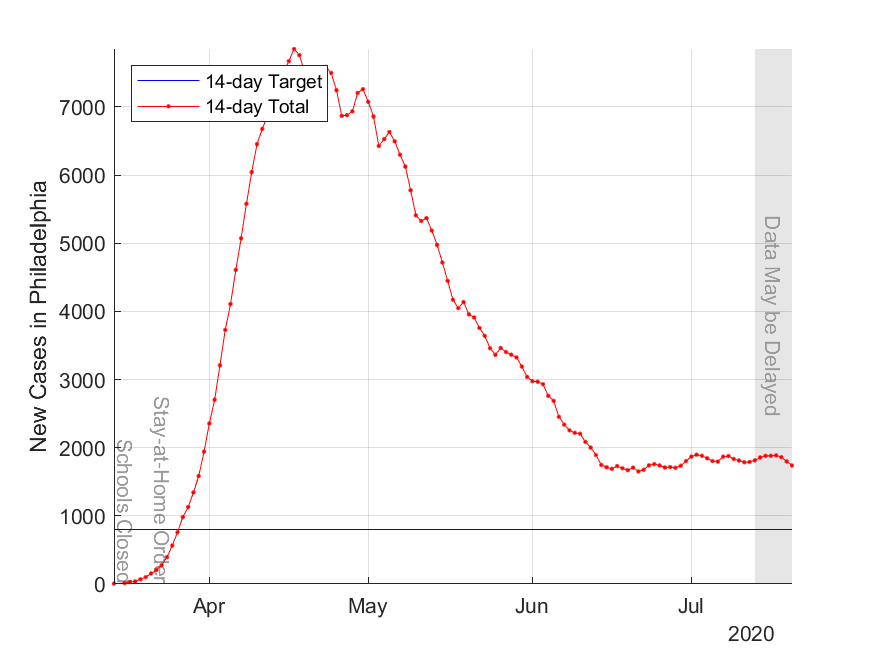 14-day Target
14-day Total
7000
6000
5000
4000
3000
2000
1000
0
New Cases in Philadelphia
Schools Closed
Stay-at-Home Order
Data May be Delayed
Apr
May
Jun
Jul
2020